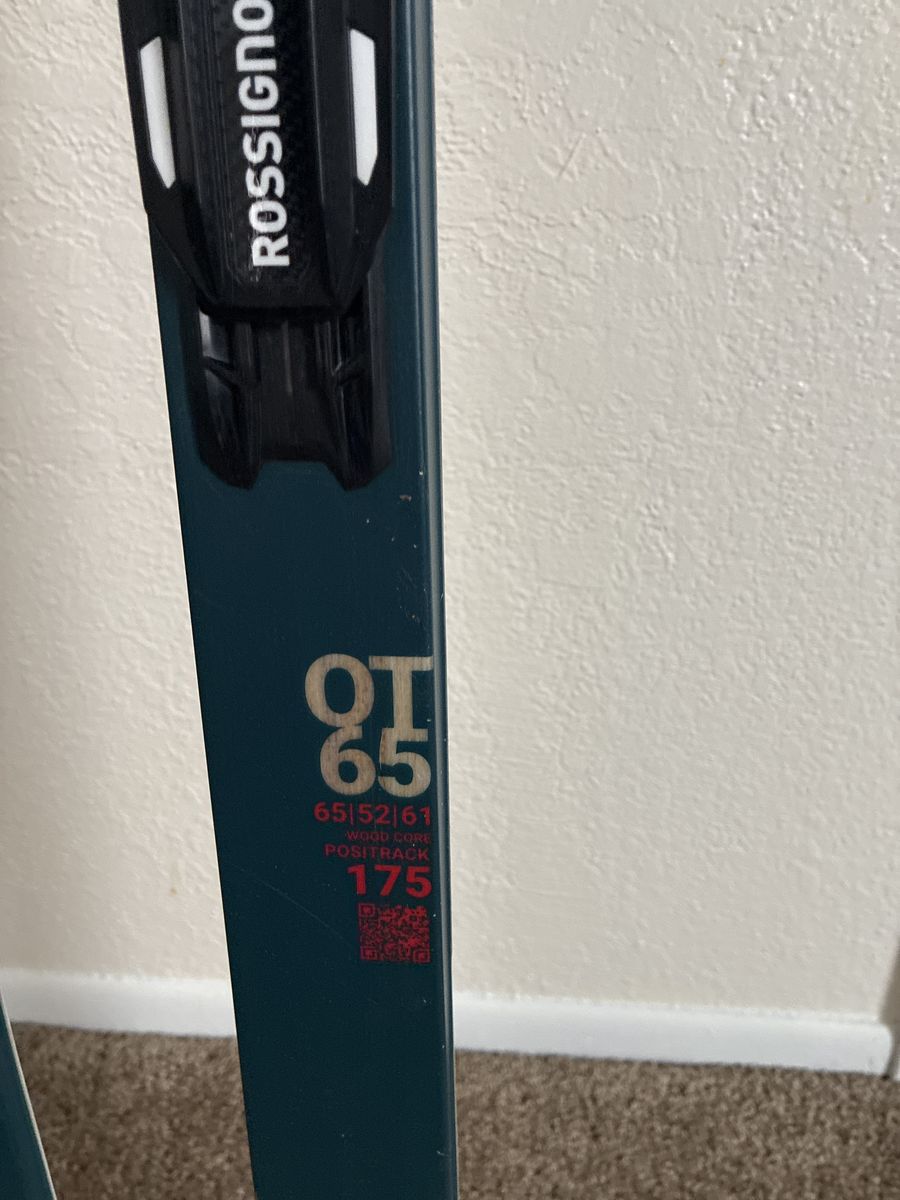 ROSSIGNO
OT
65
65|52|61
WOOD CORE
POSITRACK
175